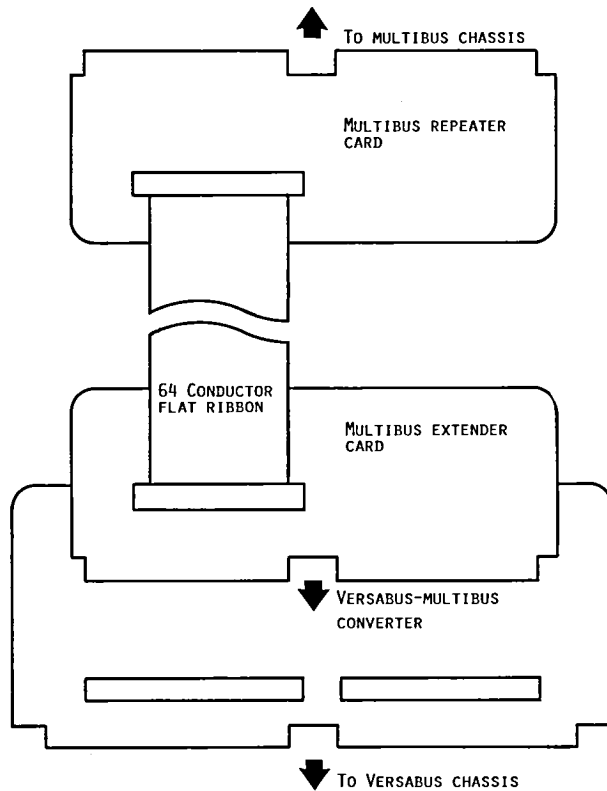 To MULTIBUS CHASSIS
MULTIBUS REPEATER
CARD
64 CONDUCTOR
FLAT RIBBON
MULTIBUS EXTENDER
CARD
VERSABUS-MULTIBUS
CONVERTER
To VERSABUS CHASSIS